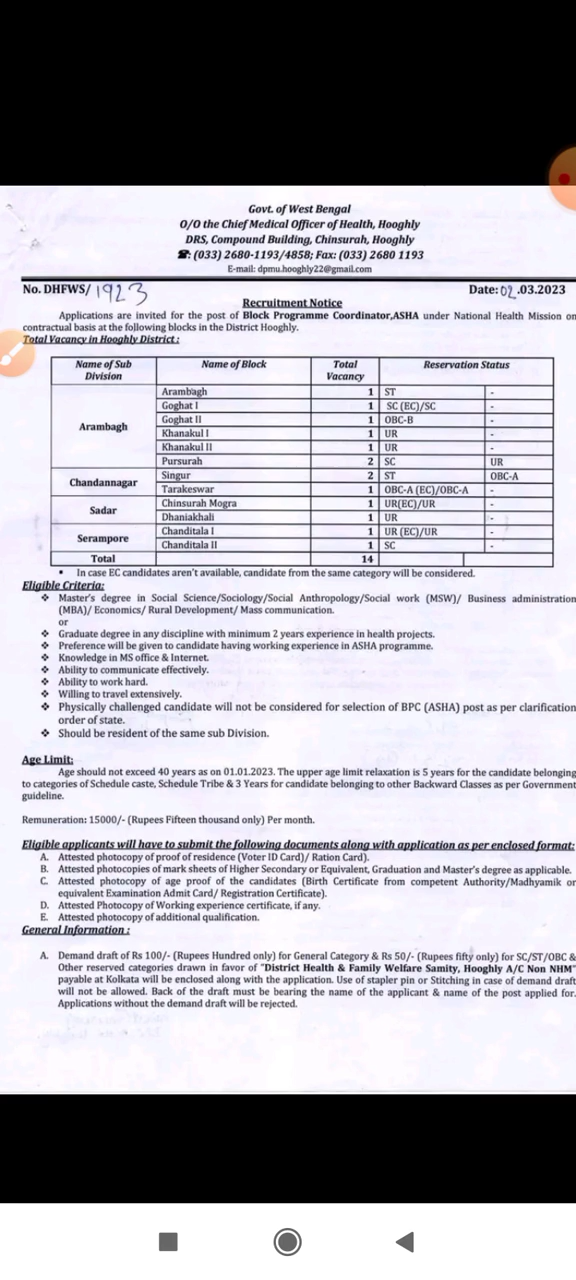 Govt. of West Bengal
O/O the Chief Medical Officer of Health, Hooghly
DRS, Compound Building, Chinsurah, Hooghly
☎: (033) 2680-1193/4858; Fax: (033) 2680 1193
E-mail: dpmu.hooghly22@gmail.com
No. DHFWS/ 1923 Date: 02.03.2023
Recruitment Notice
Applications are invited for the post of Block Programme Coordinator,ASHA under National Health Mission on
contractual basis at the following blocks in the District Hooghly.
Total Vacancy in Hooghly District :
Name of Sub Division Name of Block Total Vacancy Reservation Status
Arambagh Arambagh 1 ST -
Goghat I 1 SC (EC)/SC -
Goghat II 1 OBC-B -
Khanakul I 1 UR -
Khanakul II 1 UR -
Pursurah 2 SC UR
Chandannagar Singur 2 ST OBC-A
Tarakeswar 1 OBC-A (EC)/OBC-A -
Sadar Chinsurah Mogra 1 UR(EC)/UR -
Dhaniakhali 1 UR -
Serampore Chanditala I 1 UR (EC)/UR -
Chanditala II 1 SC -
Total 14
▪ In case EC candidates aren't available, candidate from the same category will be considered.
Eligible Criteria:
❖ Master's degree in Social Science/Sociology/Social Anthropology/Social work (MSW)/ Business administration
(MBA)/ Economics/ Rural Development/ Mass communication.
or
❖ Graduate degree in any discipline with minimum 2 years experience in health projects.
❖ Preference will be given to candidate having working experience in ASHA programme.
❖ Knowledge in MS office & Internet.
❖ Ability to communicate effectively.
❖ Ability to work hard.
❖ Willing to travel extensively.
❖ Physically challenged candidate will not be considered for selection of BPC (ASHA) post as per clarification
order of state.
❖ Should be resident of the same sub Division.
Age Limit:
Age should not exceed 40 years as on 01.01.2023. The upper age limit relaxation is 5 years for the candidate belonging
to categories of Schedule caste, Schedule Tribe & 3 Years for candidate belonging to other Backward Classes as per Government
guideline.
Remuneration: 15000/- (Rupees Fifteen thousand only) Per month.
Eligible applicants will have to submit the following documents along with application as per enclosed format:
A. Attested photocopy of proof of residence (Voter ID Card)/ Ration Card).
B. Attested photocopies of mark sheets of Higher Secondary or Equivalent, Graduation and Master's degree as applicable.
C. Attested photocopy of age proof of the candidates (Birth Certificate from competent Authority/Madhyamik or
equivalent Examination Admit Card/ Registration Certificate).
D. Attested Photocopy of Working experience certificate, if any.
E. Attested photocopy of additional qualification.
General Information :
A. Demand draft of Rs 100/- (Rupees Hundred only) for General Category & Rs 50/- (Rupees fifty only) for SC/ST/OBC &
Other reserved categories drawn in favor of "District Health & Family Welfare Samity, Hooghly A/C Non NHM"
payable at Kolkata will be enclosed along with the application. Use of stapler pin or Stitching in case of demand draft
will not be allowed. Back of the draft must be bearing the name of the applicant & name of the post applied for.
Applications without the demand draft will be rejected.